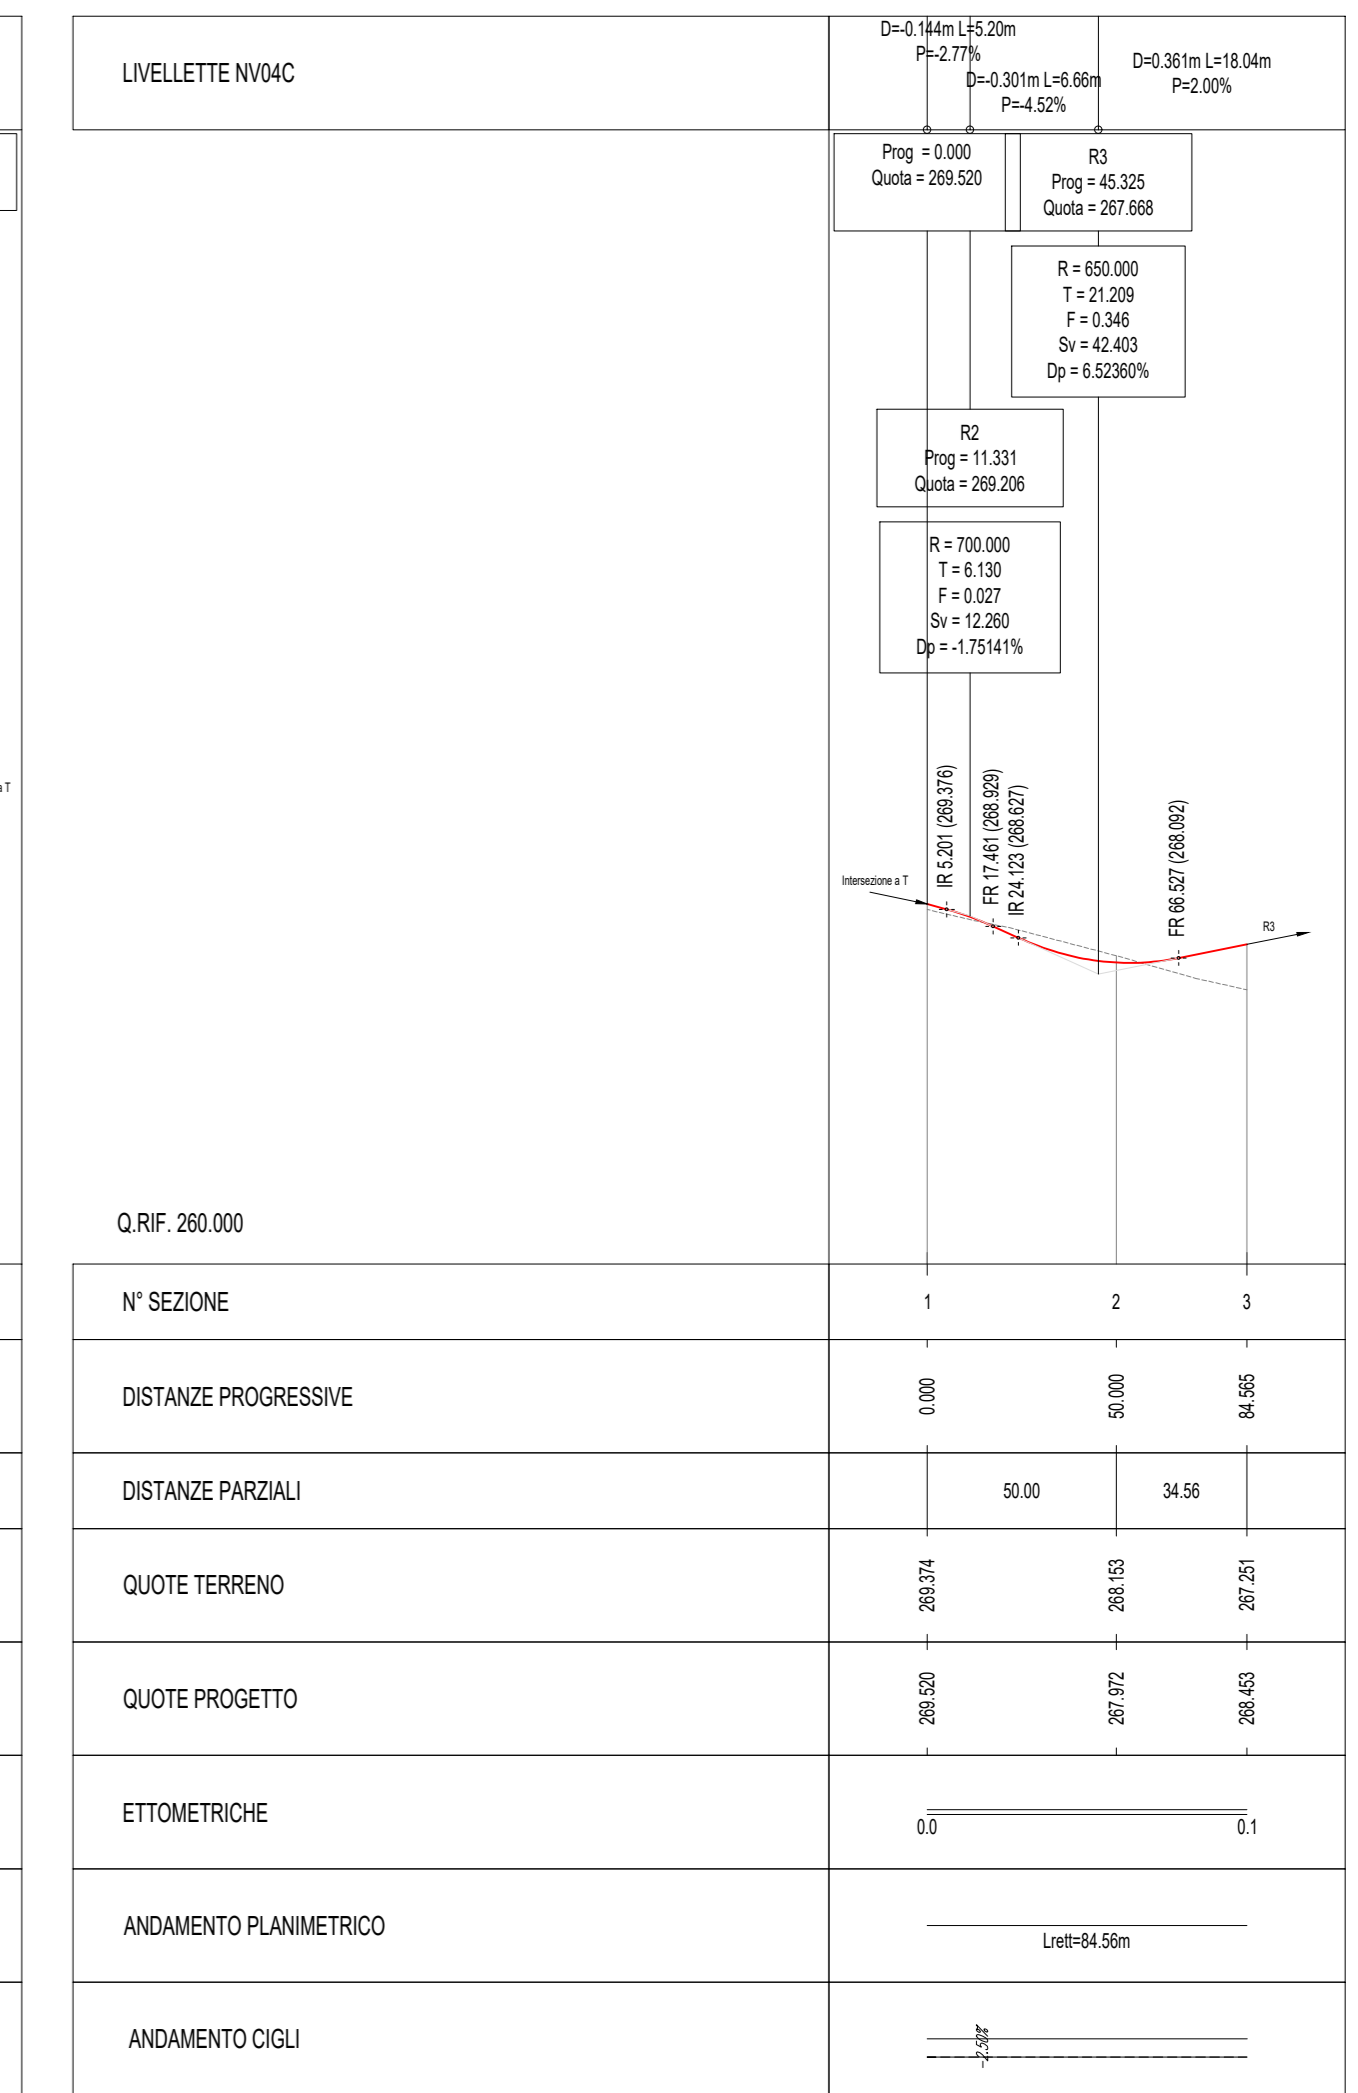 LIVELLETTE NV04C
D=-0.144m L=5.20m
P=-2.77%
D=-0.301m L=6.66m
P=-4.52%
D=0.361m L=18.04m
P=2.00%
Prog = 0.000
Quota = 269.520
R3
Prog = 45.325
Quota = 267.668
R = 650.000
T = 21.209
F = 0.346
Sv = 42.403
Dp = 6.52360%
R2
Prog = 11.331
Quota = 269.206
R = 700.000
T = 6.130
F = 0.027
Sv = 12.260
Dp = -1.75141%
a T
IR 5.201 (269.376)
FR 17.461 (268.929)
IR 24.123 (268.627)
FR 66.527 (268.092)
Intersezione a T
R3
Q.RIF. 260.000
N° SEZIONE
1 2 3
DISTANZE PROGRESSIVE
0.000 50.000 84.565
DISTANZE PARZIALI
50.00 34.56
QUOTE TERRENO
269.374 268.153 267.251
QUOTE PROGETTO
269.520 267.972 268.453
ETTOMETRICHE
0.0 0.1
ANDAMENTO PLANIMETRICO
Lrett=84.56m
ANDAMENTO CIGLI
-2.50%